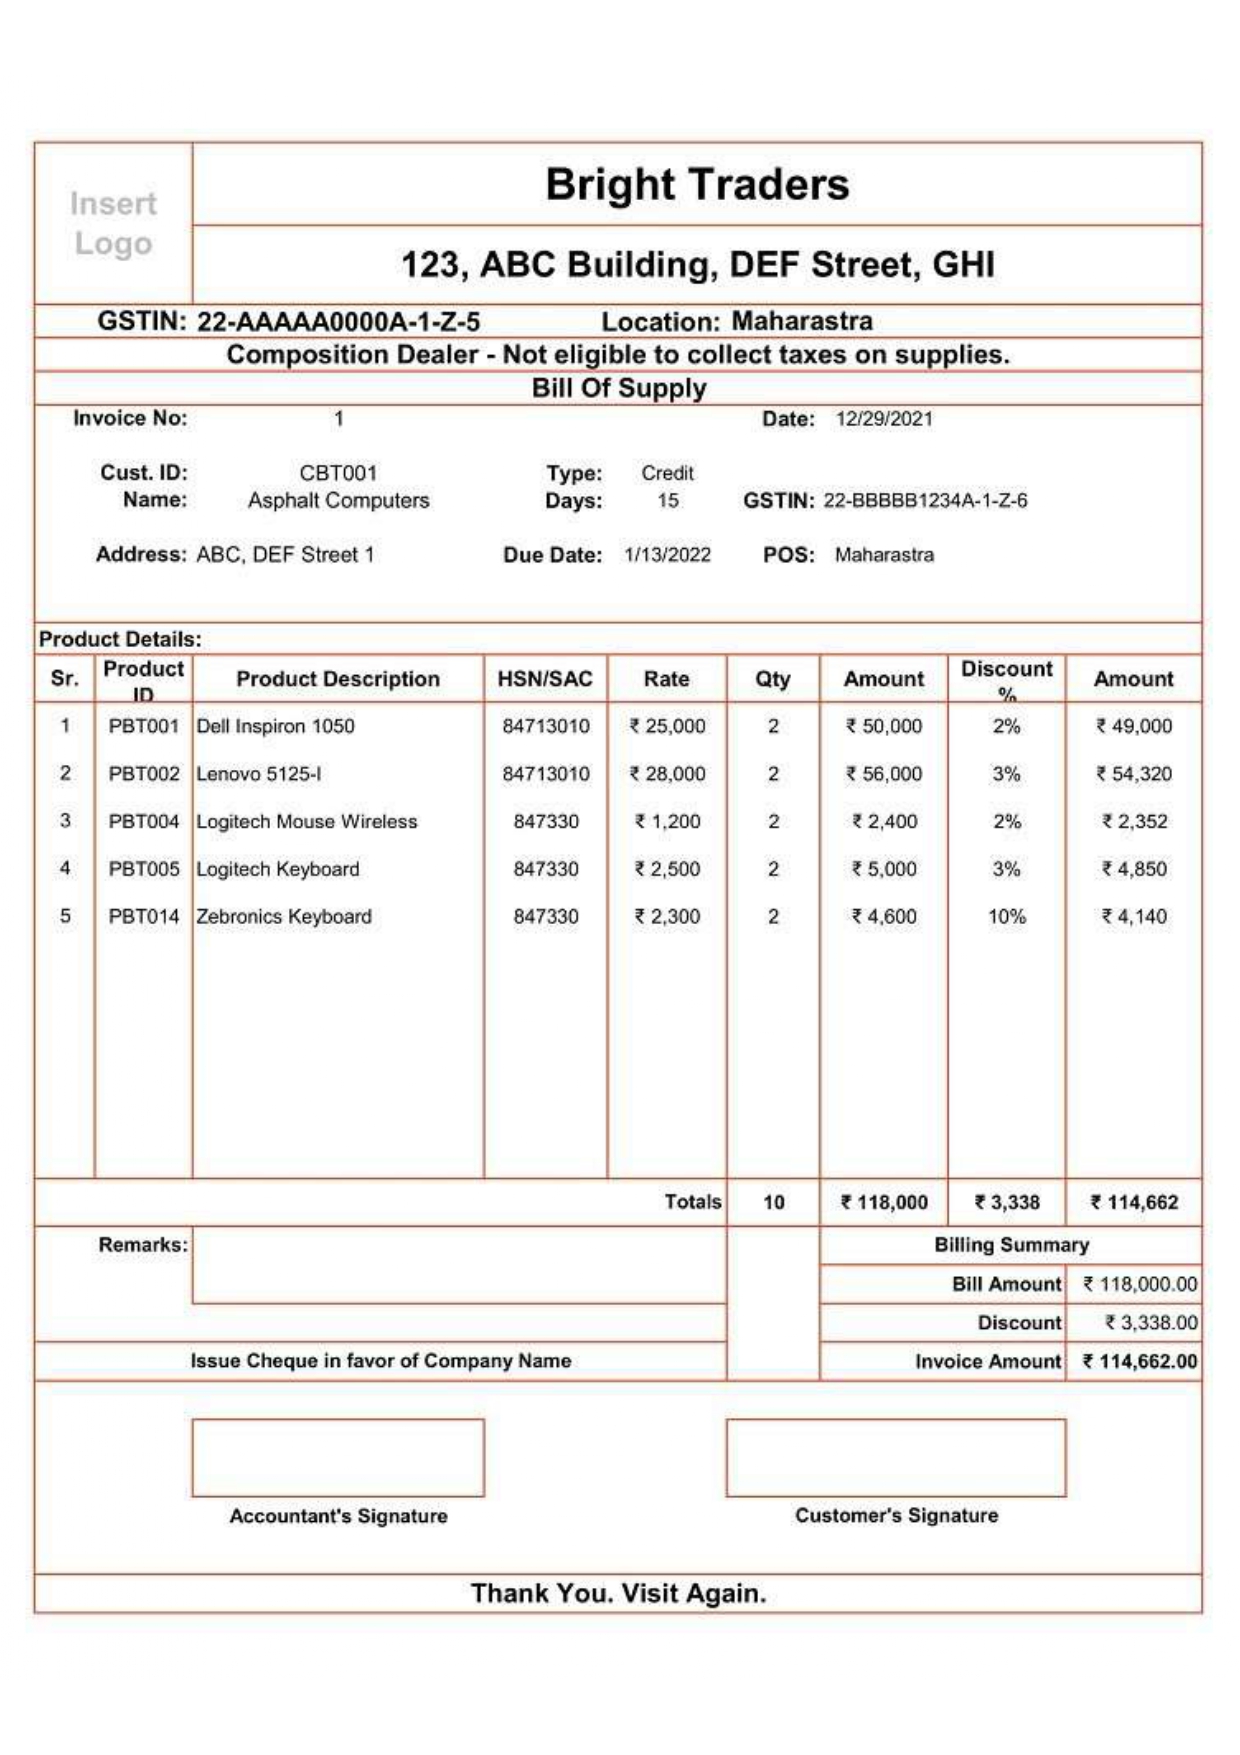 Insert
Logo
Bright Traders
123, ABC Building, DEF Street, GHI
GSTIN: 22-AAAAA0000A-1-Z-5 Location: Maharastra
Composition Dealer - Not eligible to collect taxes on supplies.
Bill Of Supply
Invoice No: 1 Date: 12/29/2021
Cust. ID: CBT001 Type: Credit
Name: Asphalt Computers Days: 15 GSTIN: 22-BBBBB1234A-1-Z-6
Address: ABC, DEF Street 1 Due Date: 1/13/2022 POS: Maharastra
Product Details:
Sr. Product ID Product Description HSN/SAC Rate Qty Amount Discount % Amount
1 PBT001 Dell Inspiron 1050 84713010 ₹ 25,000 2 ₹ 50,000 2% ₹ 49,000
2 PBT002 Lenovo 5125-I 84713010 ₹ 28,000 2 ₹ 56,000 3% ₹ 54,320
3 PBT004 Logitech Mouse Wireless 847330 ₹ 1,200 2 ₹ 2,400 2% ₹ 2,352
4 PBT005 Logitech Keyboard 847330 ₹ 2,500 2 ₹ 5,000 3% ₹ 4,850
5 PBT014 Zebronics Keyboard 847330 ₹ 2,300 2 ₹ 4,600 10% ₹ 4,140
Totals 10 ₹ 118,000 ₹ 3,338 ₹ 114,662
Remarks: Billing Summary
Bill Amount ₹ 118,000.00
Discount ₹ 3,338.00
Issue Cheque in favor of Company Name Invoice Amount ₹ 114,662.00
Accountant's Signature Customer's Signature
Thank You. Visit Again.